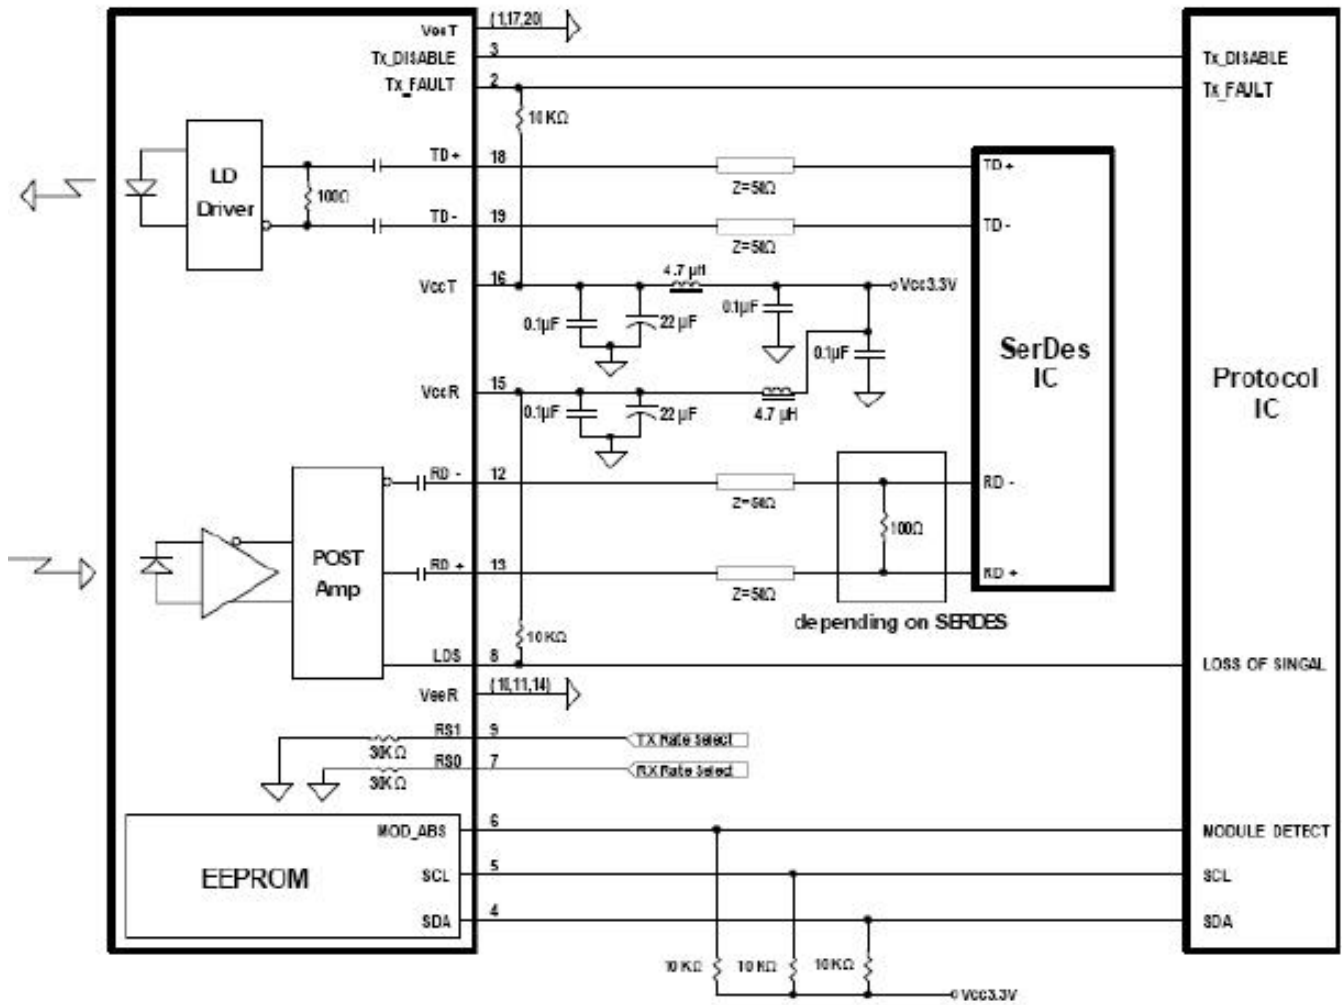 VeeT
(1,17,20)
Tx_DISABLE
3
Tx_DISABLE
Tx_FAULT
2
Tx_FAULT
10 KΩ
LD
Driver
100Ω
TD+
18
Z=50Ω
TD+
TD-
19
Z=50Ω
TD-
VccT
16
4.7 µH
Vcc3.3V
0.1µF
22 µF
0.1µF
0.1µF
SerDes
IC
Protocol
IC
VccR
15
0.1µF
22 µF
4.7 µH
RD -
12
Z=50Ω
RD -
POST
Amp
100Ω
RD +
13
Z=50Ω
RD +
depending on SERDES
10 KΩ
LOS
8
LOSS OF SINGAL
VeeR
(10,11,14)
RS1
9
TX Rate Select
30KΩ
RS0
7
RX Rate Select
30KΩ
MOD_ABS
6
MODULE DETECT
EEPROM
SCL
5
SCL
SDA
4
SDA
10 KΩ
10 KΩ
10 KΩ
Vcc3.3V